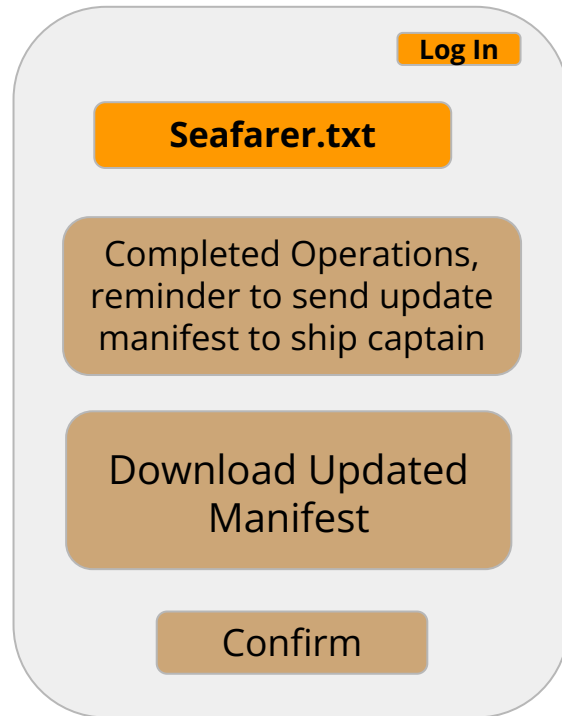 Log In
Seafarer.txt
Completed Operations,
reminder to send update
manifest to ship captain
Download Updated
Manifest
Confirm